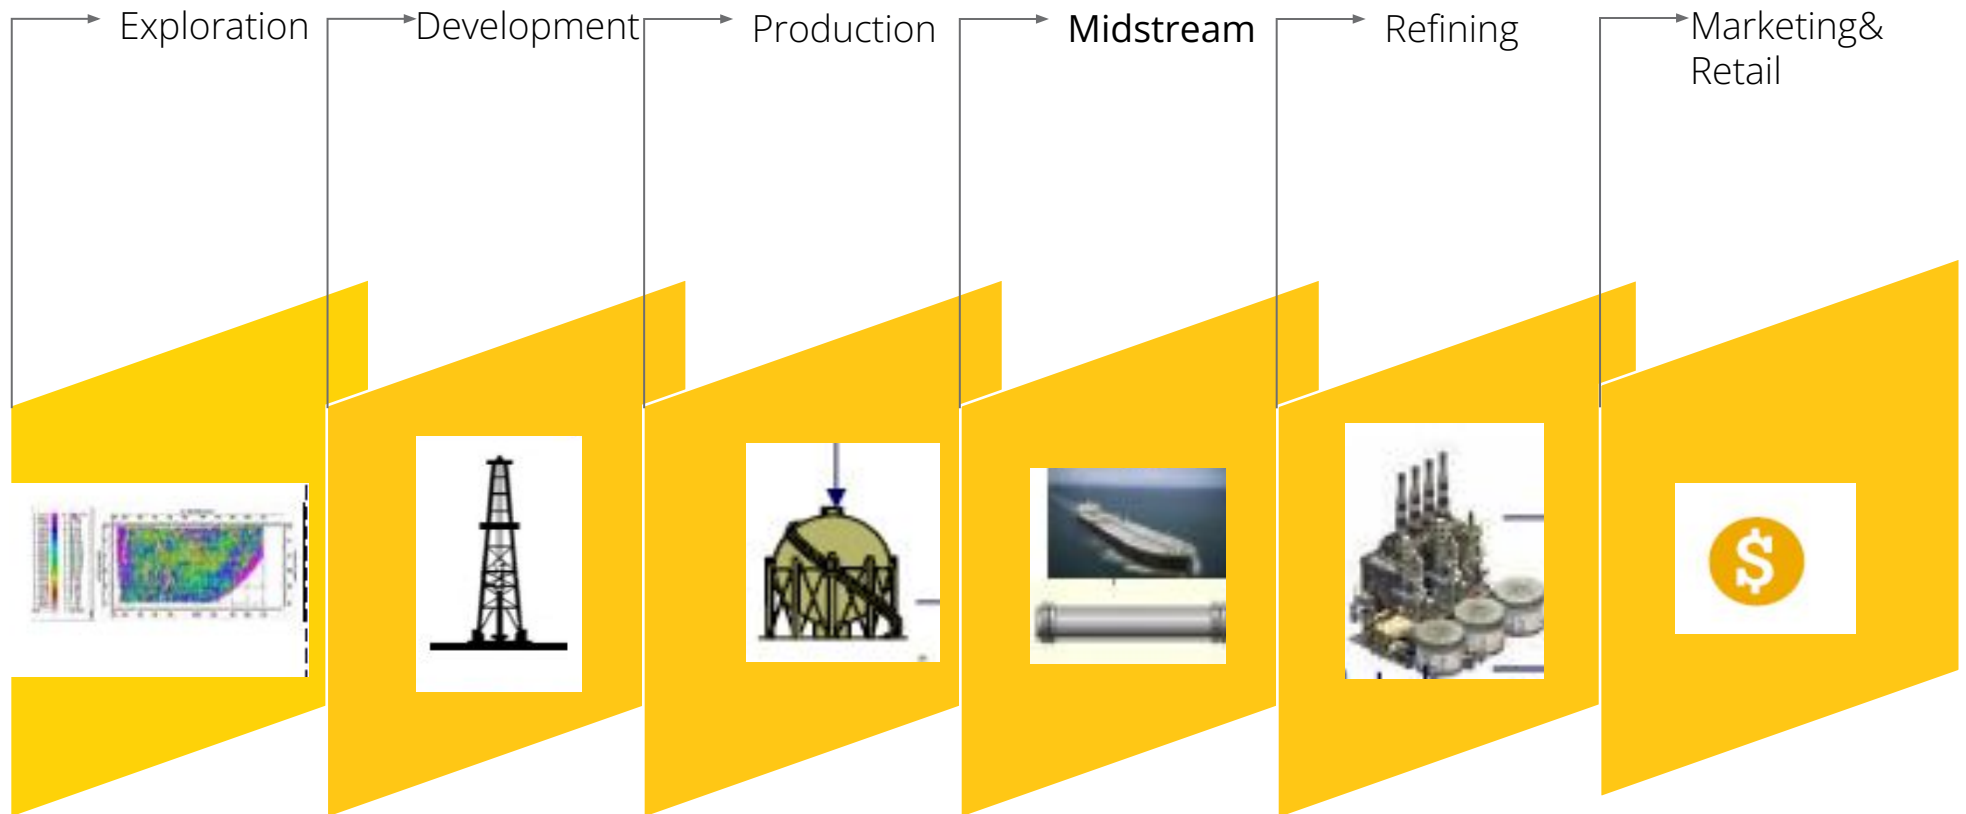 Exploration
Development
Production
Midstream
Refining
Marketing&
Retail
$